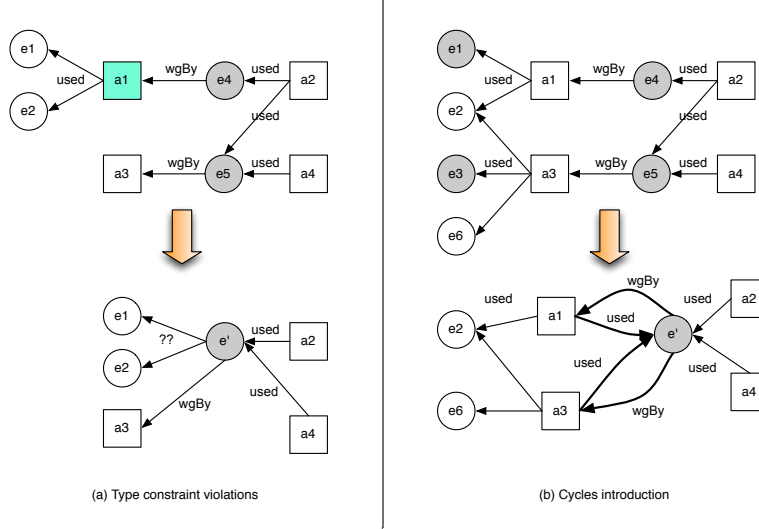 e1
used
a1
wgBy
e4
used
a2
e2
used
a3
wgBy
e5
used
a4
e1
??
e'
used
a2
e2
used
a3
wgBy
a4
(a) Type constraint violations
e1
used
a1
wgBy
e4
used
a2
e2
used
e3
used
a3
wgBy
e5
used
a4
e6
wgBy
used
a1
used
used
a2
e2
e'
used
used
a4
e6
a3
wgBy
(b) Cycles introduction